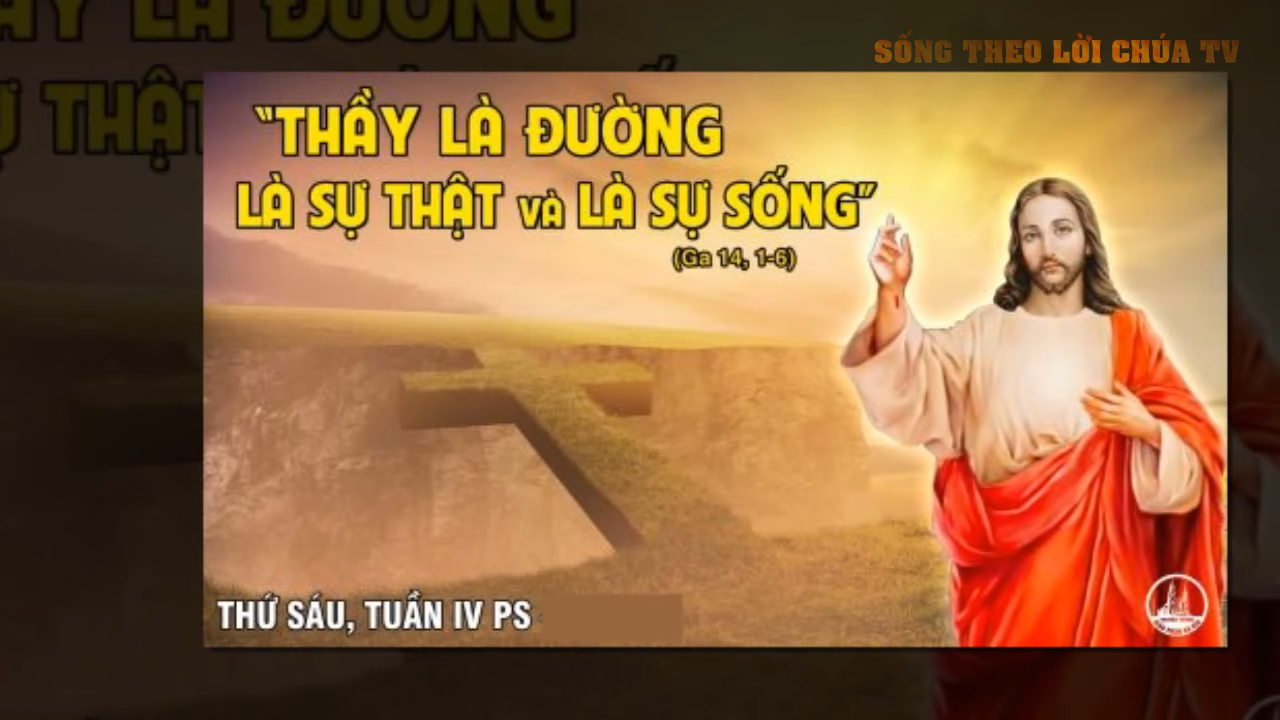 SỐNG THEO LỜI CHÚA TV
"THẦY LÀ ĐƯỜNG
LÀ SỰ THẬT VÀ LÀ SỰ SỐNG"
(Ga 14, 1-6)
THỨ SÁU, TUẦN IV PS